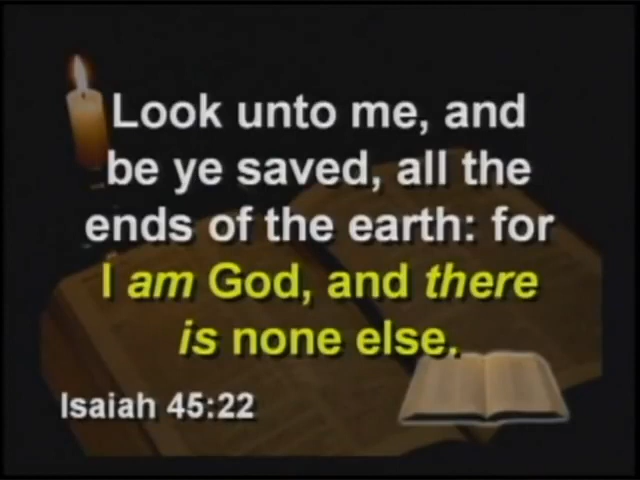 Look unto me, and
be ye saved, all the
ends of the earth: for
I am God, and there
is none else.
Isaiah 45:22